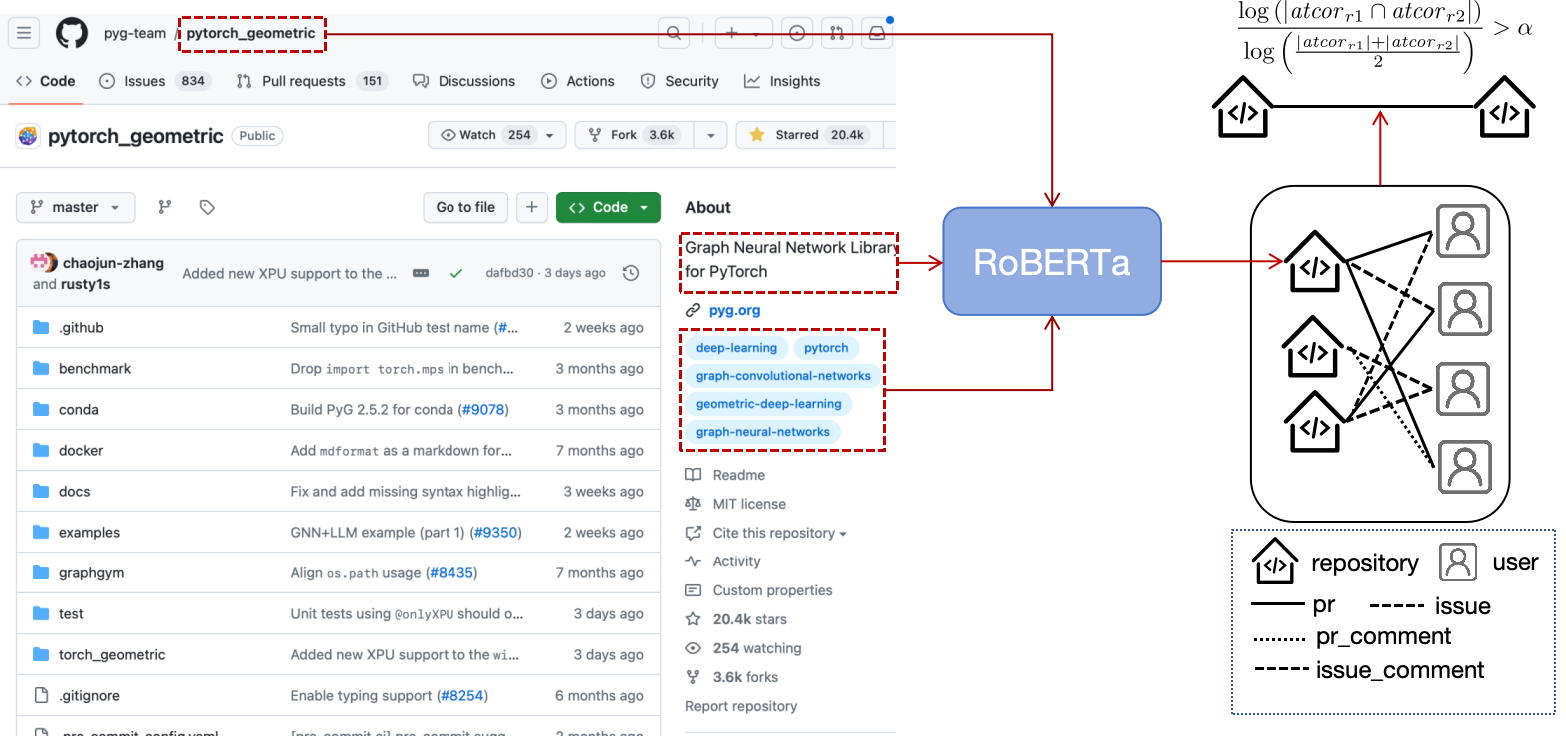 pyg-team / pytorch_geometric
Code Issues 834 Pull requests 151 Discussions Actions Security Insights
pytorch_geometric Public Watch 254 Fork 3.6k Starred 20.4k
master Go to file + Code
chaojun-zhang and rusty1s Added new XPU support to the ... dafbd30 · 3 days ago
.github Small typo in GitHub test name (#... 2 weeks ago
benchmark Drop import torch.mps in bench... 3 months ago
conda Build PyG 2.5.2 for conda (#9078) 3 months ago
docker Add mdformat as a markdown for... 7 months ago
docs Fix and add missing syntax highlig... 3 weeks ago
examples GNN+LLM example (part 1) (#9350) 2 weeks ago
graphgym Align os.path usage (#8435) 7 months ago
test Unit tests using @onlyXPU should o... 3 days ago
torch_geometric Added new XPU support to the wi... 3 days ago
.gitignore Enable typing support (#8254) 6 months ago
About
Graph Neural Network Library
for PyTorch
pyg.org
deep-learning pytorch
graph-convolutional-networks
geometric-deep-learning
graph-neural-networks
Readme
MIT license
Cite this repository
Activity
Custom properties
20.4k stars
254 watching
3.6k forks
Report repository
RoBERTa
log (|atcor_r1 ∩ atcor_r2|)
log (|atcor_r1|+|atcor_r2| / 2) > α
</> </>
</>
</>
</>
</> repository user
pr issue
pr_comment
issue_comment